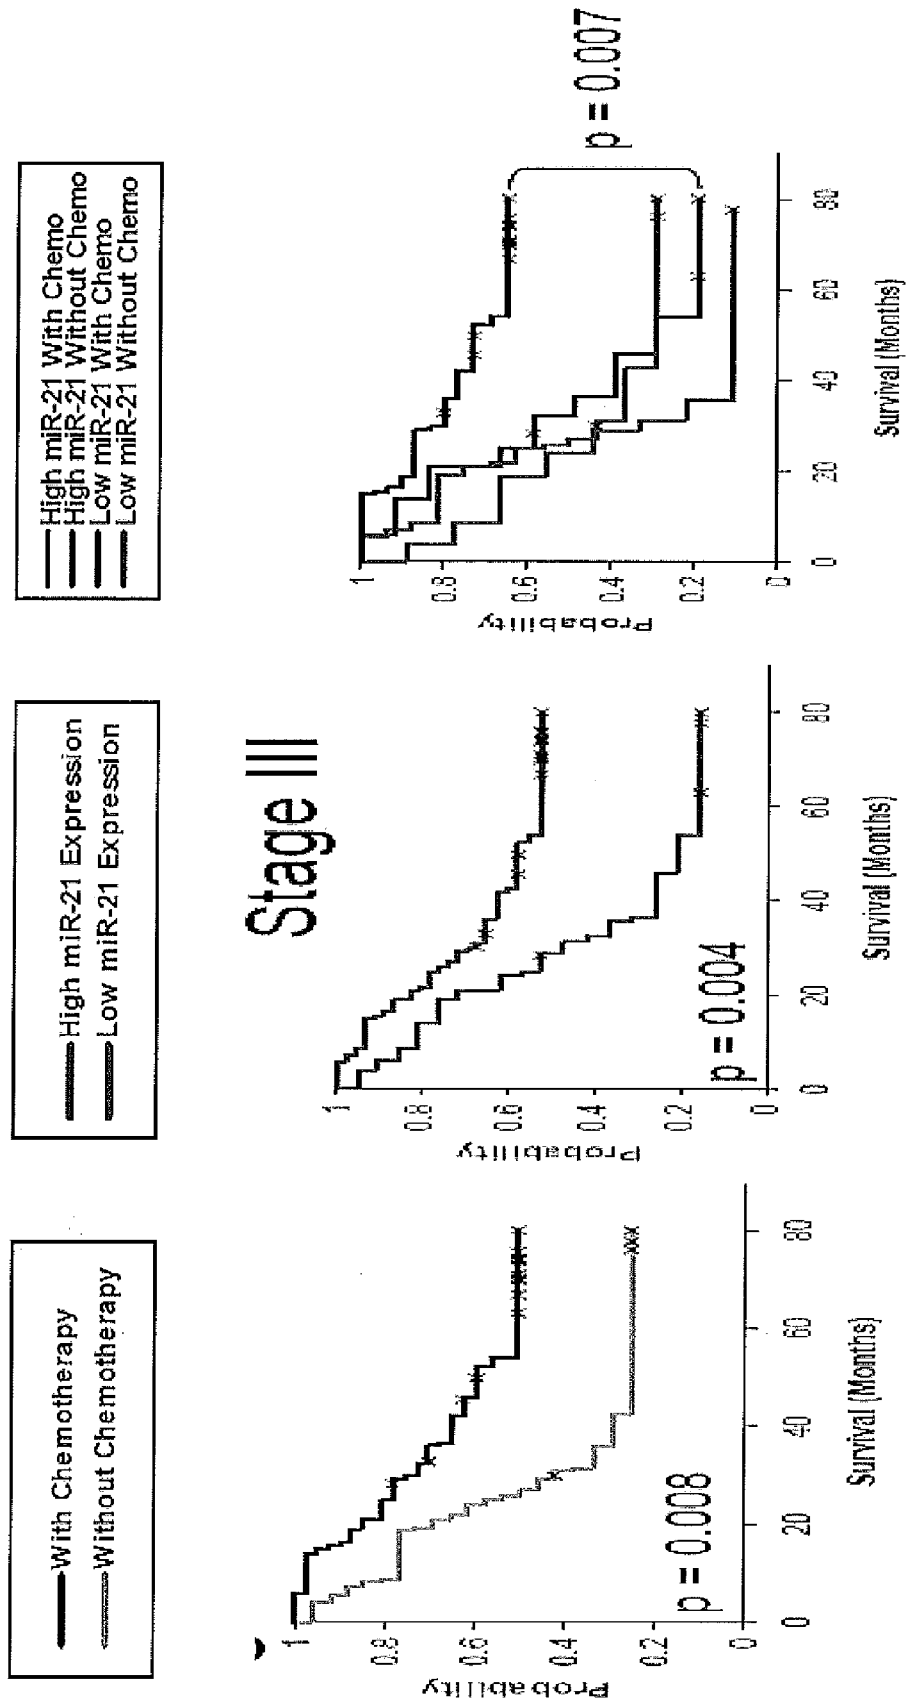 With Chemotherapy
Without Chemotherapy
1
0.8
0.6
0.4
0.2
0
Probability
p = 0.008
0
20
40
60
80
Survival (Months)
High miR-21 Expression
Low miR-21 Expression
Stage III
1
0.8
0.6
0.4
0.2
0
Probability
p = 0.004
0
20
40
60
80
Survival (Months)
High miR-21 With Chemo
High miR-21 Without Chemo
Low miR-21 With Chemo
Low miR-21 Without Chemo
1
0.8
0.6
0.4
0.2
0
Probability
p = 0.007
0
20
40
60
80
Survival (Months)